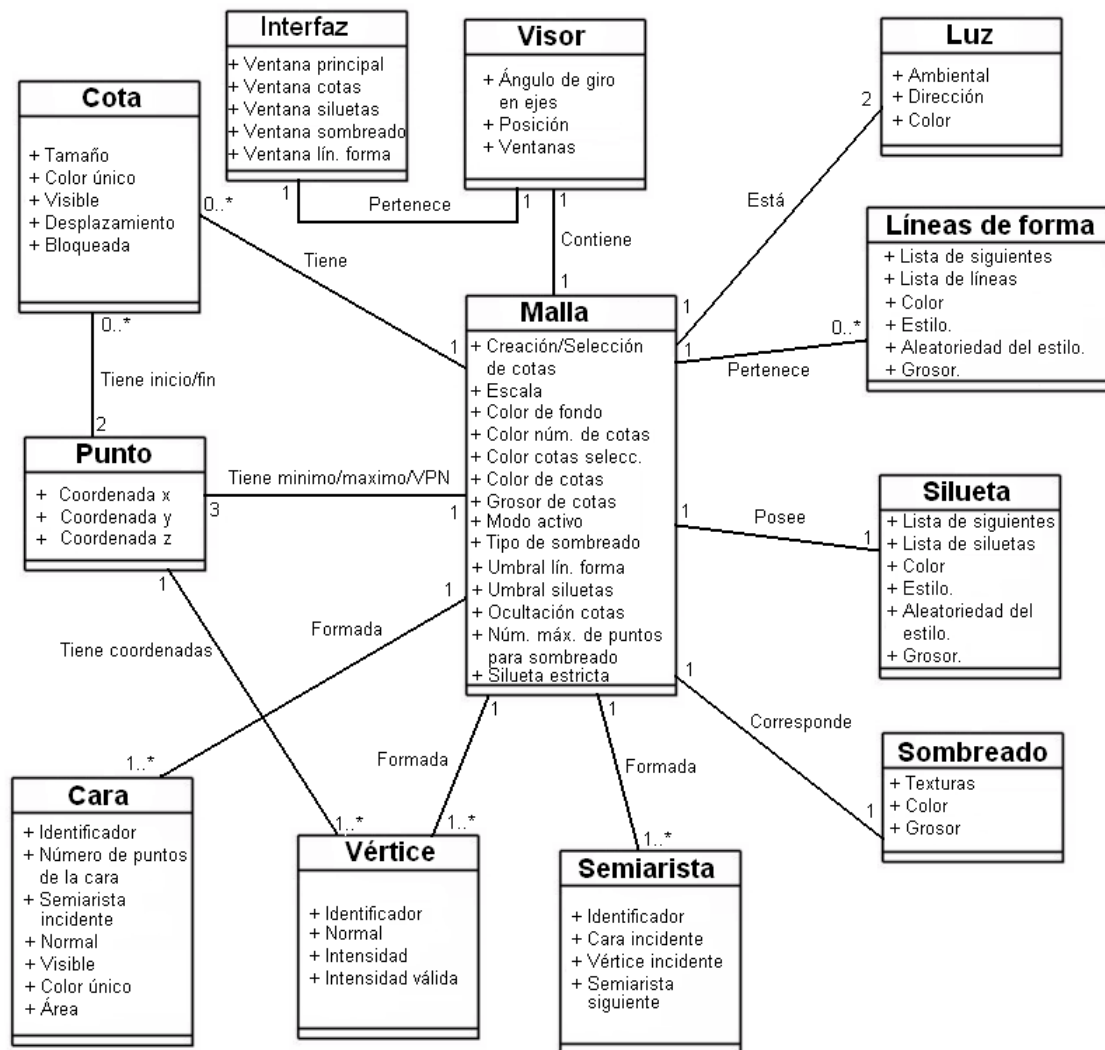 Interfaz
+ Ventana principal
+ Ventana cotas
+ Ventana siluetas
+ Ventana sombreado
+ Ventana lín. forma
1
Visor
+ Ángulo de giro
en ejes
+ Posición
+ Ventanas
1
1
Pertenece
Contiene
1
Luz
+ Ambiental
+ Dirección
+ Color
2
Está
1
Cota
+ Tamaño
+ Color único
+ Visible
+ Desplazamiento
+ Bloqueada
0..*
Tiene
1
0..*
Tiene inicio/fin
2
Líneas de forma
+ Lista de siguientes
+ Lista de líneas
+ Color
+ Estilo.
+ Aleatoriedad del estilo.
+ Grosor.
0..*
Pertenece
1
Malla
+ Creación/Selección
de cotas
+ Escala
+ Color de fondo
+ Color núm. de cotas
+ Color cotas selecc.
+ Color de cotas
+ Grosor de cotas
+ Modo activo
+ Tipo de sombreado
+ Umbral lín. forma
+ Umbral siluetas
+ Ocultación cotas
+ Núm. máx. de puntos
para sombreado
+ Silueta estricta
Punto
+ Coordenada x
+ Coordenada y
+ Coordenada z
Tiene minimo/maximo/VPN
3
1
1
Tiene coordenadas
1..*
Silueta
+ Lista de siguientes
+ Lista de siluetas
+ Color
+ Estilo.
+ Aleatoriedad del
estilo.
+ Grosor.
1
Posee
1
1
Formada
1..*
1
Formada
1..*
1
Formada
1..*
1
Corresponde
1
Sombreado
+ Texturas
+ Color
+ Grosor
Cara
+ Identificador
+ Número de puntos
de la cara
+ Semiarista
incidente
+ Normal
+ Visible
+ Color único
+ Área
Vértice
+ Identificador
+ Normal
+ Intensidad
+ Intensidad válida
Semiarista
+ Identificador
+ Cara incidente
+ Vértice incidente
+ Semiarista
siguiente